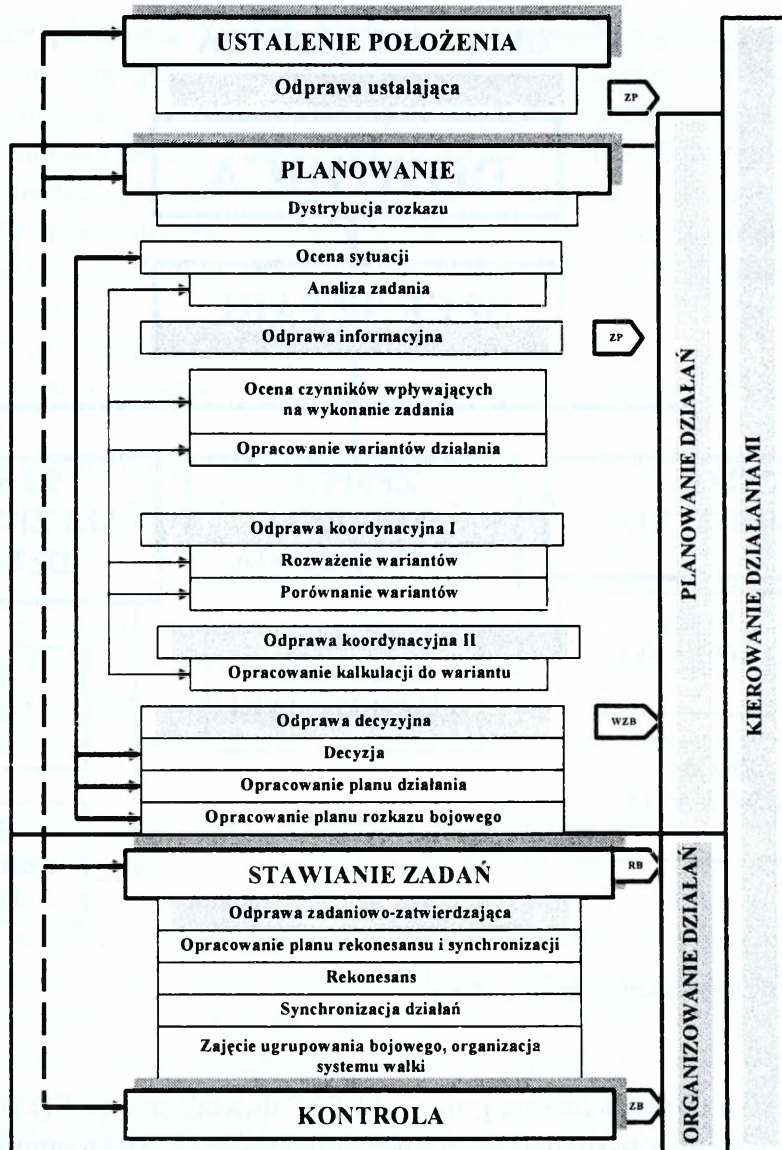 USTALENIE POŁOŻENIA
Odprawa ustalająca
ZP
PLANOWANIE
Dystrybucja rozkazu
Ocena sytuacji
Analiza zadania
Odprawa informacyjna
ZP
Ocena czynników wpływających
na wykonanie zadania
Opracowanie wariantów działania
Odprawa koordynacyjna I
Rozważenie wariantów
Porównanie wariantów
Odprawa koordynacyjna II
Opracowanie kalkulacji do wariantu
Odprawa decyzyjna
WZB
Decyzja
Opracowanie planu działania
Opracowanie planu rozkazu bojowego
STAWIANIE ZADAŃ
RB
Odprawa zadaniowo-zatwierdzająca
Opracowanie planu rekonesansu i synchronizacji
Rekonesans
Synchronizacja działań
Zajęcie ugrupowania bojowego, organizacja
systemu walki
KONTROLA
ZB
PLANOWANIE DZIAŁAŃ
ORGANIZOWANIE DZIAŁAŃ
KIEROWANIE DZIAŁANIAMI